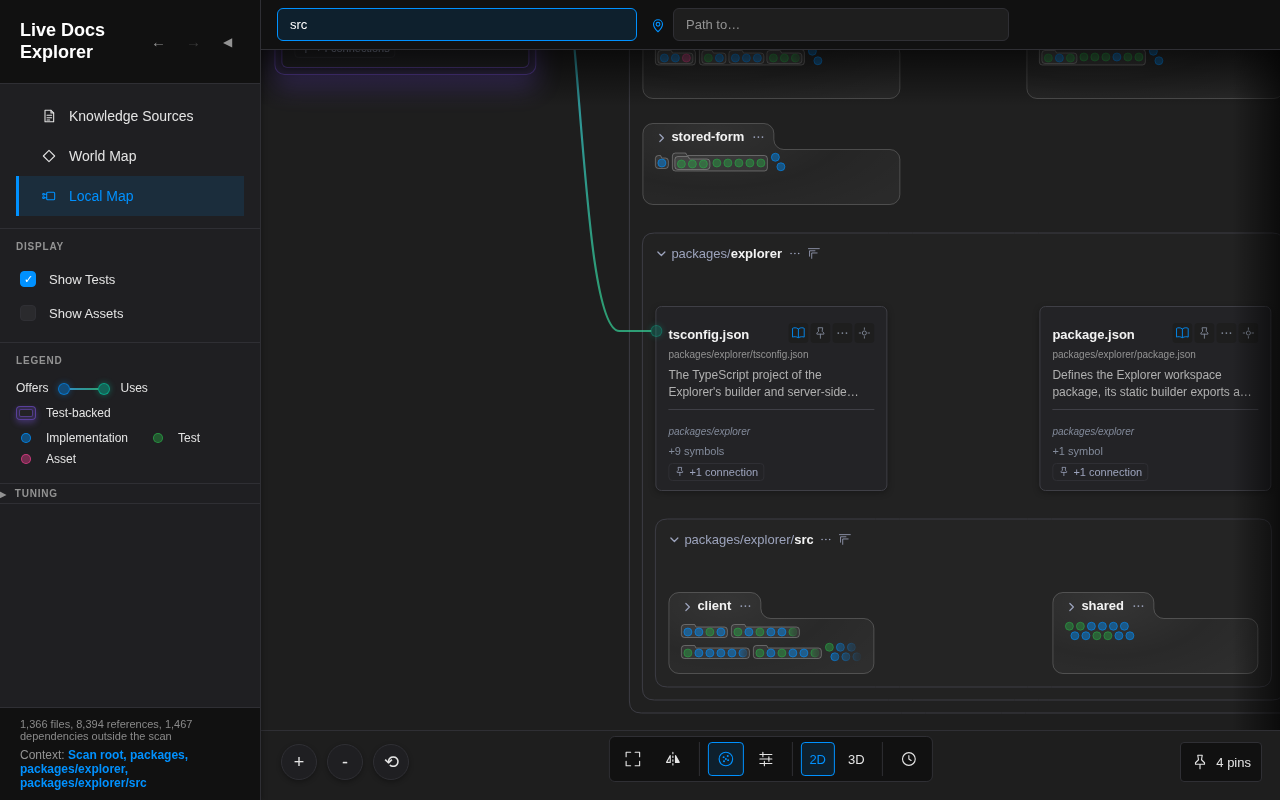 Live Docs
Explorer
←
→
◀
Knowledge Sources
World Map
Local Map
DISPLAY
✓ Show Tests
Show Assets
LEGEND
Offers
Uses
Test-backed
Implementation
Test
Asset
▶ TUNING
1,366 files, 8,394 references, 1,467
dependencies outside the scan
Context: Scan root, packages,
packages/explorer,
packages/explorer/src
src
Path to…
stored-form ···
packages/explorer ···
tsconfig.json
packages/explorer/tsconfig.json
The TypeScript project of the
Explorer's builder and server-side…
packages/explorer
+9 symbols
+1 connection
package.json
packages/explorer/package.json
Defines the Explorer workspace
package, its static builder exports a…
packages/explorer
+1 symbol
+1 connection
packages/explorer/src ···
client ···
shared ···
+
-
⟲
2D
3D
4 pins